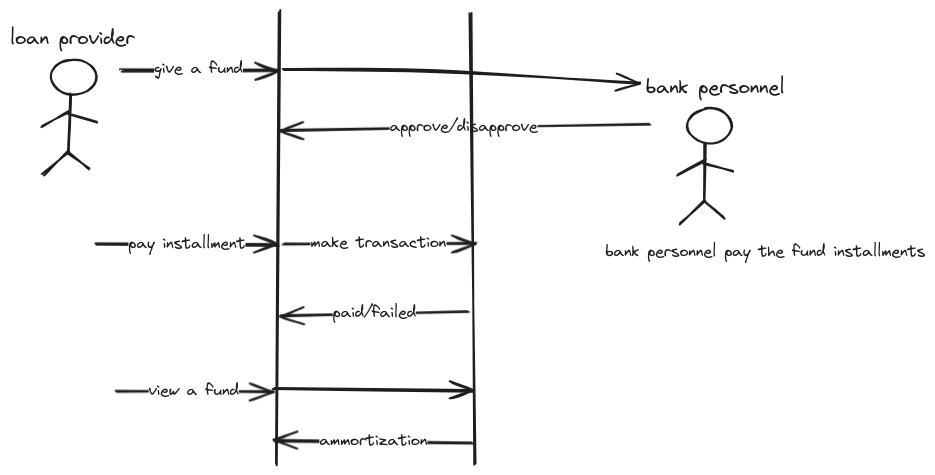 loan provider
give a fund
bank personnel
approve/disapprove
pay installment
make transaction
bank personnel pay the fund installments
paid/failed
view a fund
ammortization